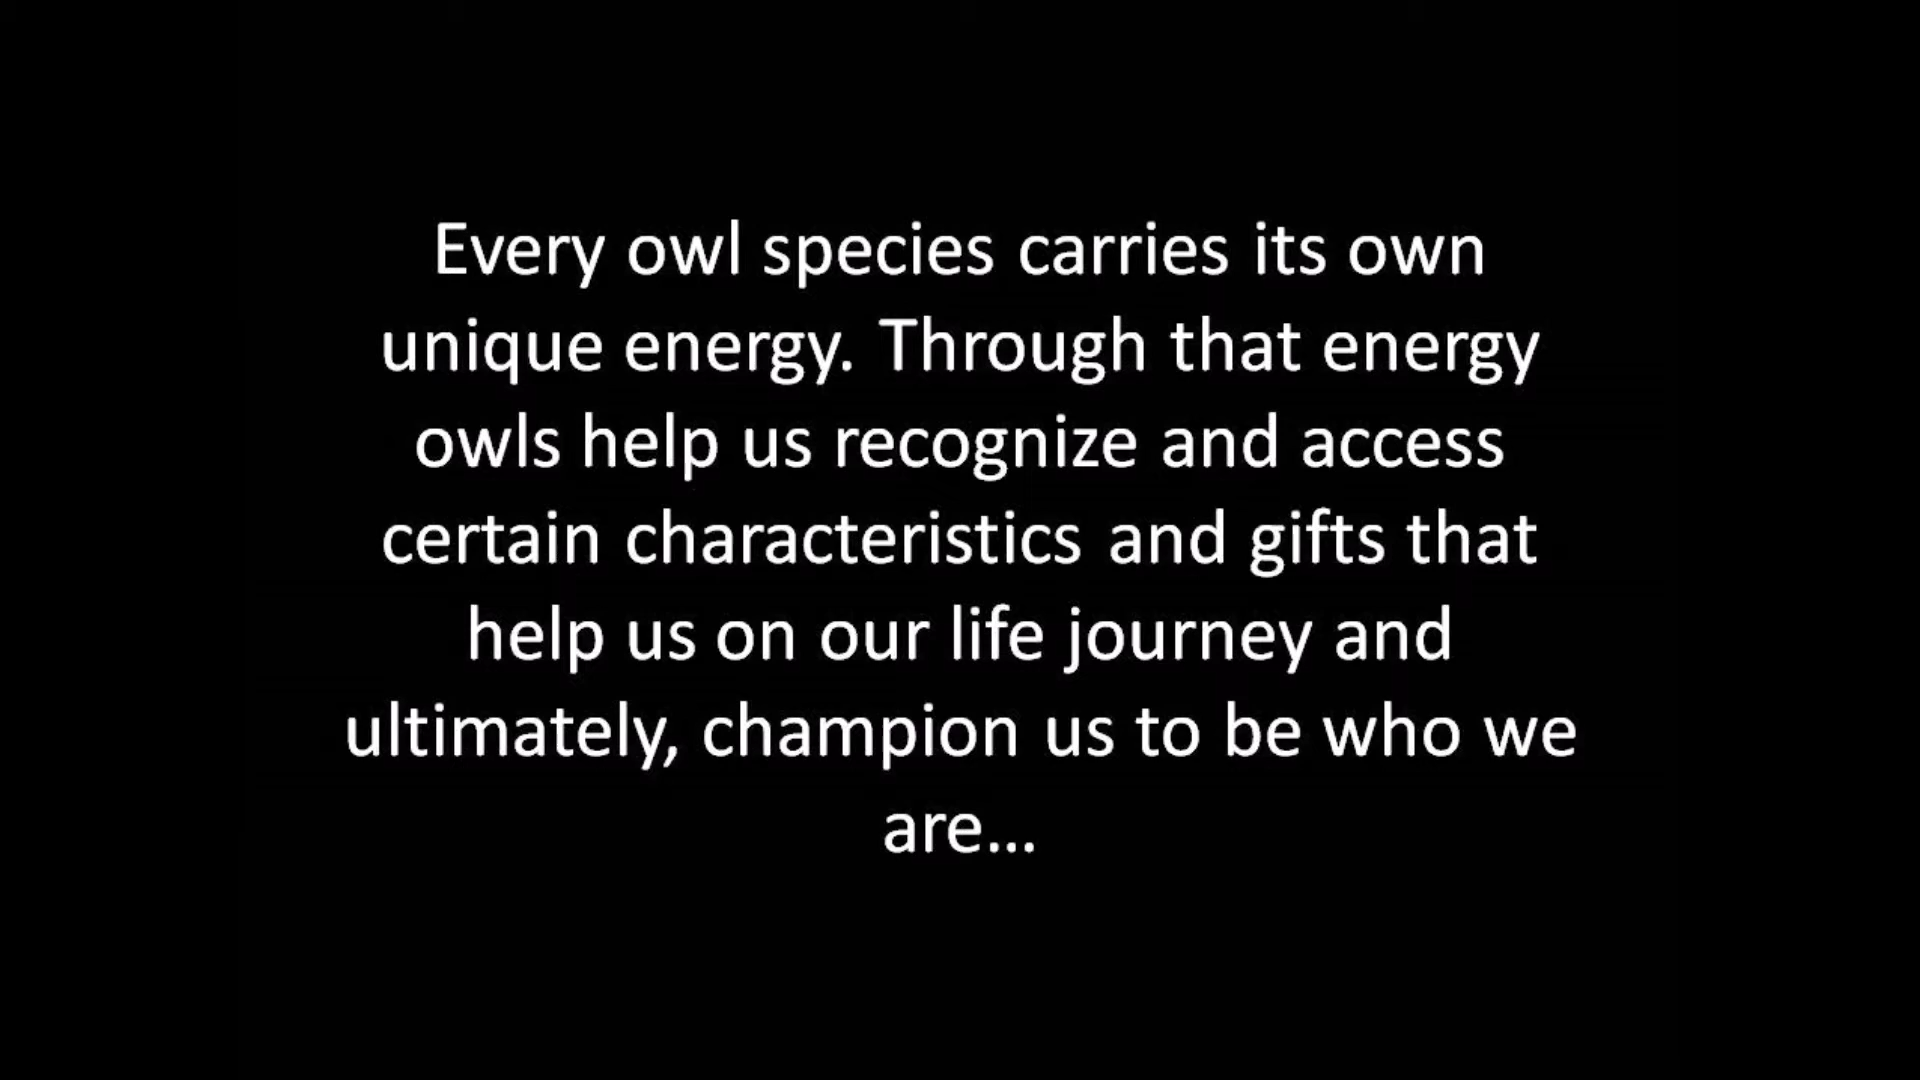 Every owl species carries its own
unique energy. Through that energy
owls help us recognize and access
certain characteristics and gifts that
help us on our life journey and
ultimately, champion us to be who we
are...